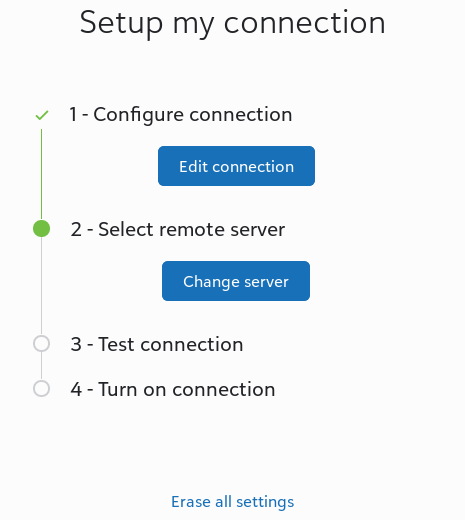 Setup my connection
1 - Configure connection
Edit connection
2 - Select remote server
Change server
3 - Test connection
4 - Turn on connection
Erase all settings